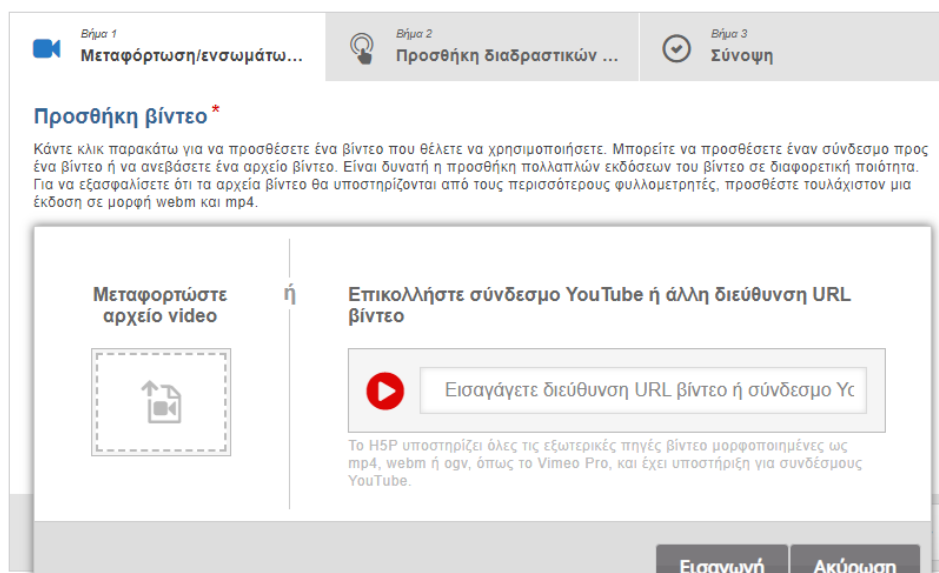 Βήμα 1
Μεταφόρτωση/ενσωμάτω...
Βήμα 2
Προσθήκη διαδραστικών ...
Βήμα 3
Σύνοψη
Προσθήκη βίντεο*
Κάντε κλικ παρακάτω για να προσθέσετε ένα βίντεο που θέλετε να χρησιμοποιήσετε. Μπορείτε να προσθέσετε έναν σύνδεσμο προς
ένα βίντεο ή να ανεβάσετε ένα αρχείο βίντεο. Είναι δυνατή η προσθήκη πολλαπλών εκδόσεων του βίντεο σε διαφορετική ποιότητα.
Για να εξασφαλίσετε ότι τα αρχεία βίντεο θα υποστηρίζονται από τους περισσότερους φυλλομετρητές, προσθέστε τουλάχιστον μια
έκδοση σε μορφή webm και mp4.
Μεταφορτώστε
αρχείο video
ή
Επικολλήστε σύνδεσμο YouTube ή άλλη διεύθυνση URL
βίντεο
Εισαγάγετε διεύθυνση URL βίντεο ή σύνδεσμο Yo
Το H5P υποστηρίζει όλες τις εξωτερικές πηγές βίντεο μορφοποιημένες ως
mp4, webm ή ogv, όπως το Vimeo Pro, και έχει υποστήριξη για συνδέσμους
YouTube.
Εισαγωγή
Ακύρωση